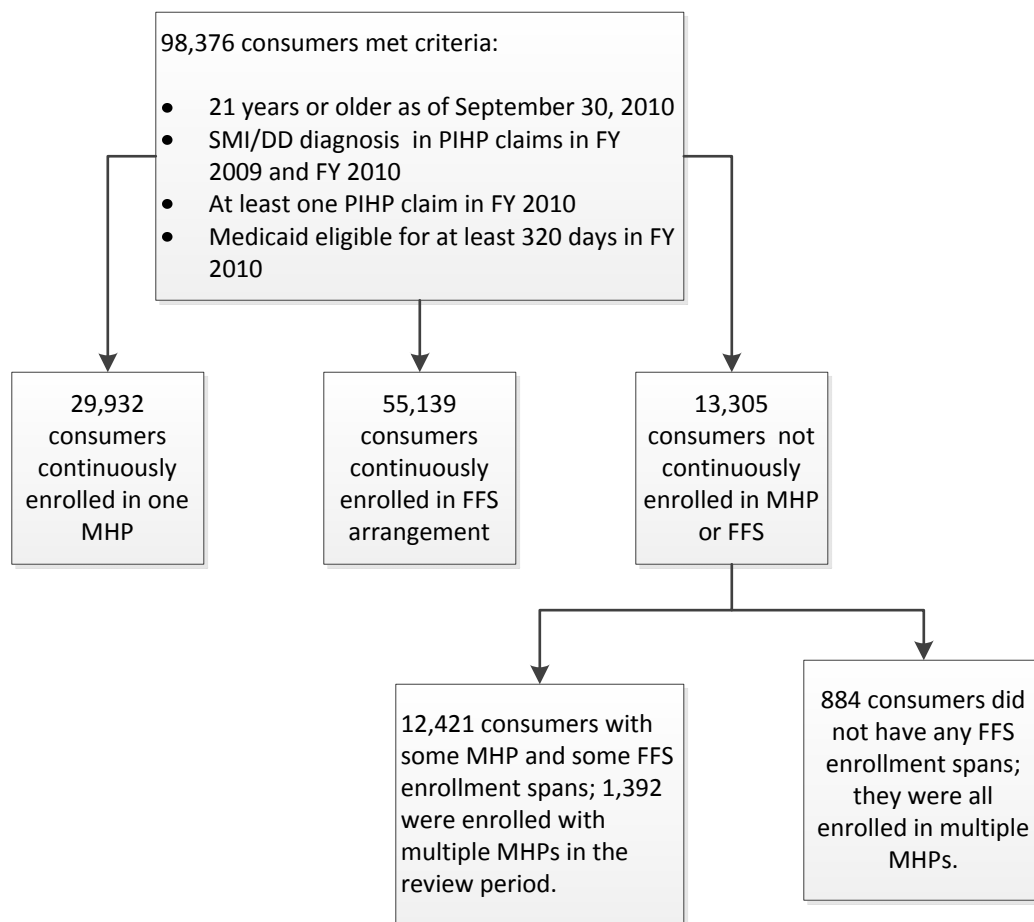 98,376 consumers met criteria:
• 21 years or older as of September 30, 2010
• SMI/DD diagnosis  in PIHP claims in FY
2009 and FY 2010
• At least one PIHP claim in FY 2010
• Medicaid eligible for at least 320 days in FY
2010
29,932
consumers
continuously
enrolled in one
MHP
55,139
consumers
continuously
enrolled in FFS
arrangement
13,305
consumers  not
continuously
enrolled in MHP
or FFS
12,421 consumers with
some MHP and some FFS
enrollment spans; 1,392
were enrolled with
multiple MHPs in the
review period.
884 consumers did
not have any FFS
enrollment spans;
they were all
enrolled in multiple
MHPs.